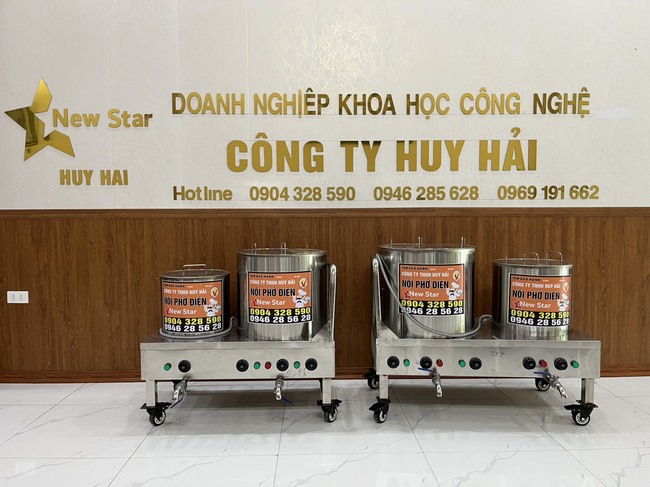 New Star
HUY HAI
DOANH NGHIỆP KHOA HỌC CÔNG NGHỆ
CÔNG TY HUY HẢI
Hotline 0904 328 590 0946 285 628 0969 191 662
CÔNG TY TNHH HUY HẢI
NỒI PHỞ ĐIỆN
New Star
0904 328 590
0946 28 56 28
CÔNG TY TNHH HUY HẢI
NỒI PHỞ ĐIỆN
New Star
0904 328 590
0946 28 56 28
CÔNG TY TNHH HUY HẢI
NỒI PHỞ ĐIỆN
New Star
0904 328 590
0946 28 56 28
CÔNG TY TNHH HUY HẢI
NỒI PHỞ ĐIỆN
New Star
0904 328 590
0946 28 56 28